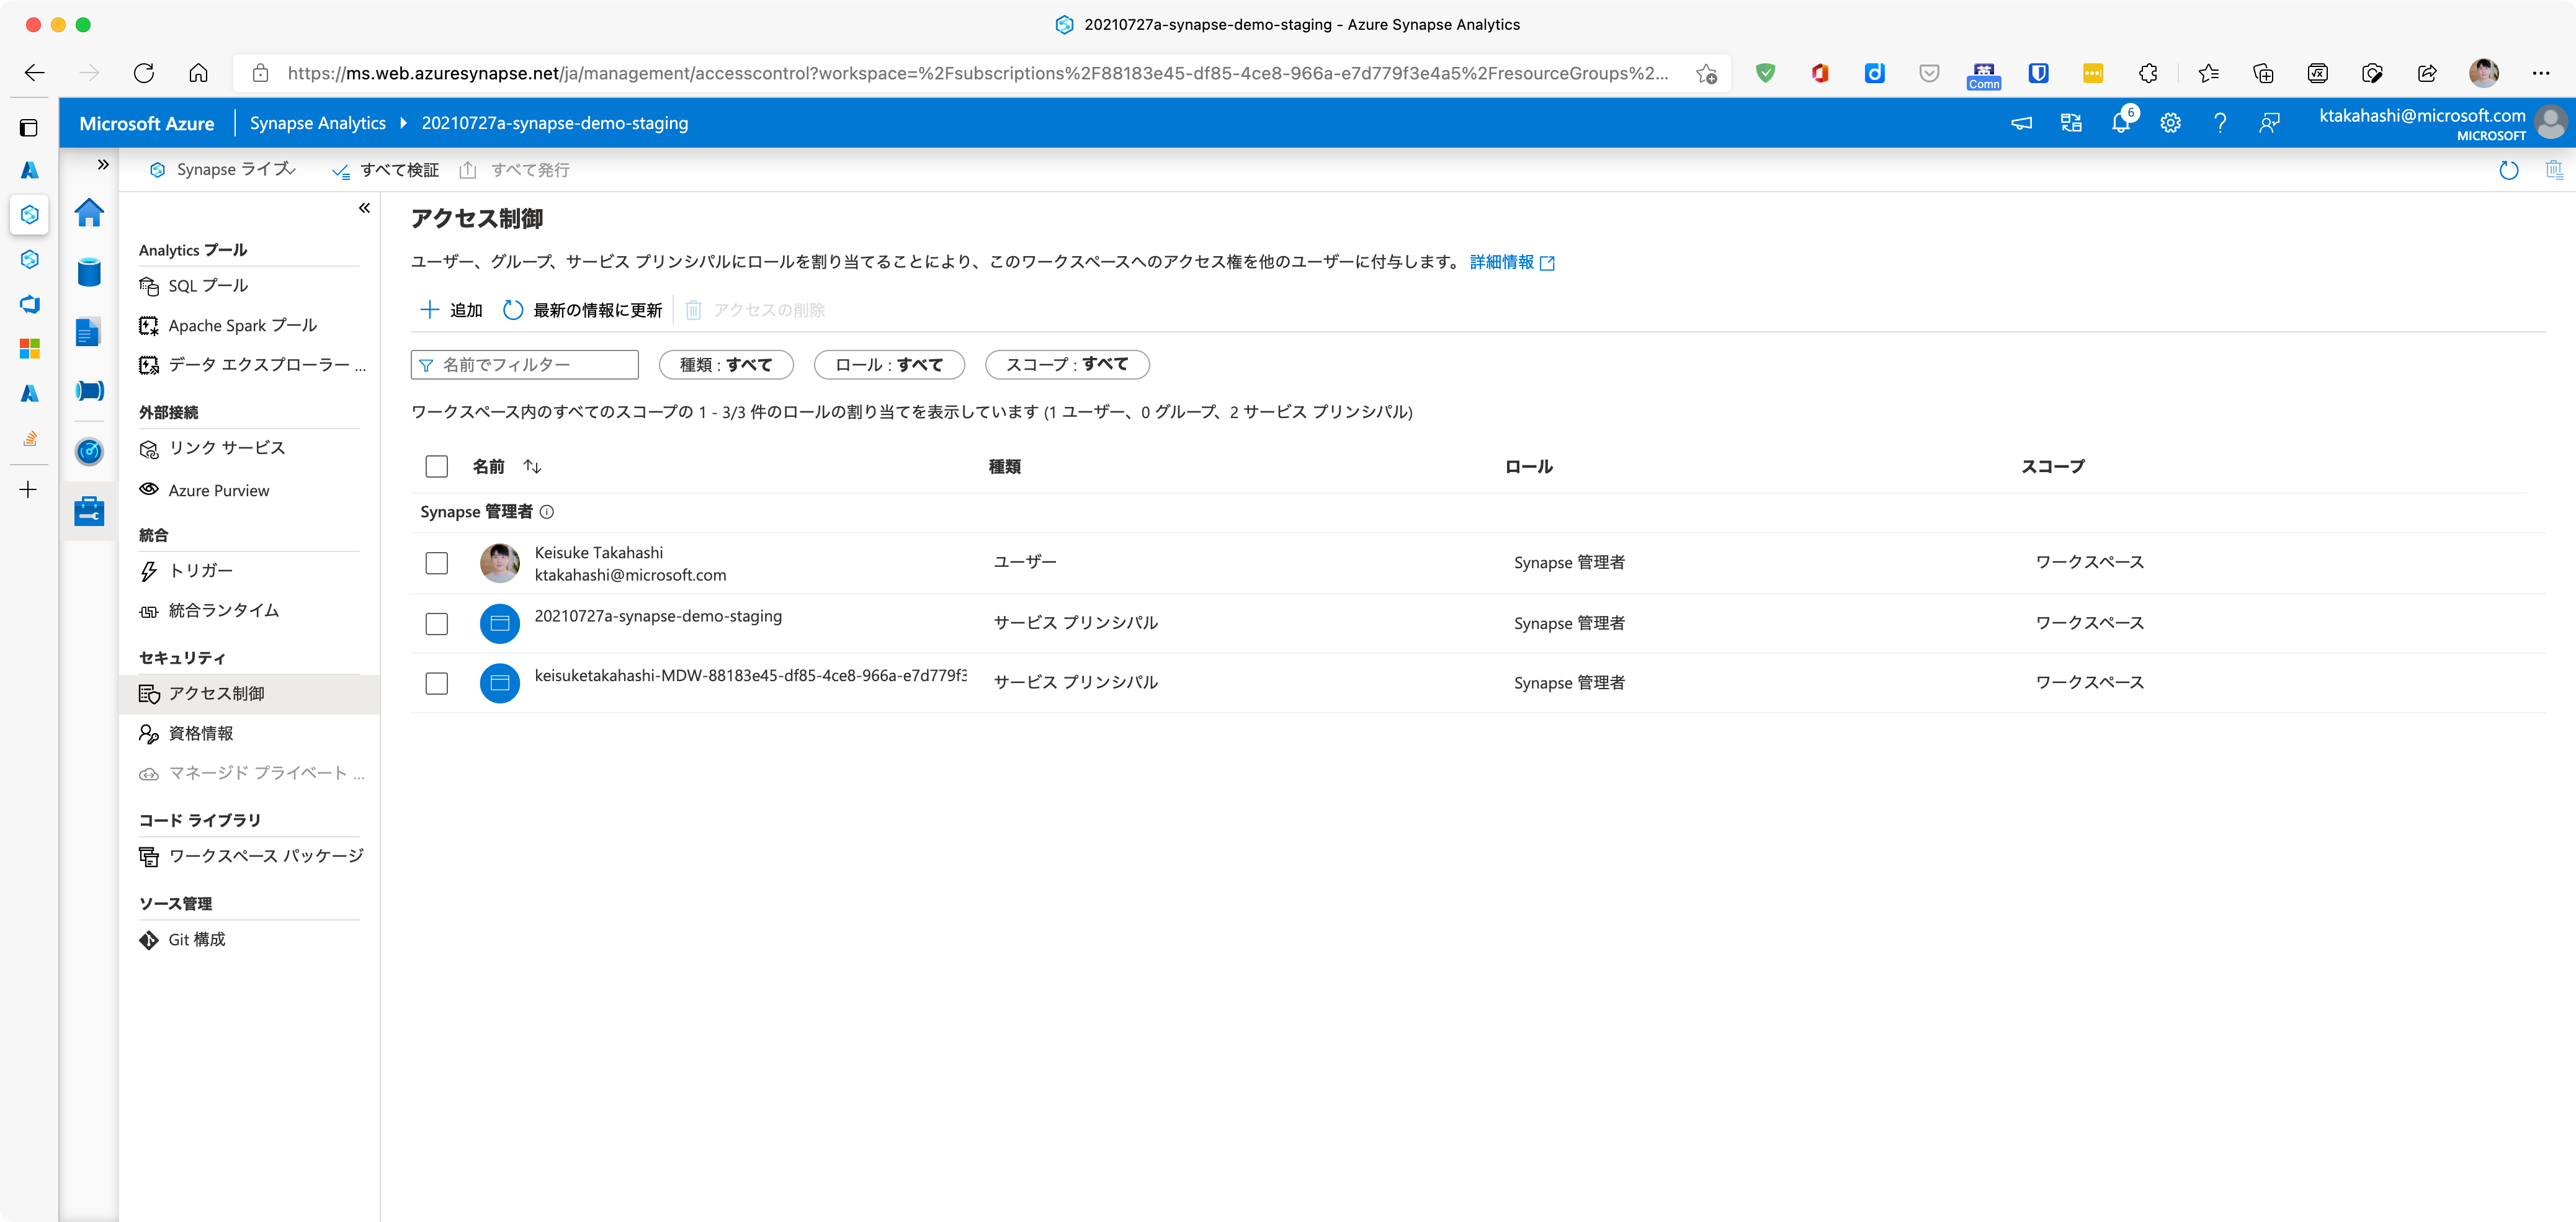 20210727a-synapse-demo-staging - Azure Synapse Analytics
https://ms.web.azuresynapse.net/ja/management/accesscontrol?workspace=%2Fsubscriptions%2F88183e45-df85-4ce8-966a-e7d779f3e4a5%2FresourceGroups%2...
Comn
Microsoft Azure
Synapse Analytics
20210727a-synapse-demo-staging
6
ktakahashi@microsoft.com
MICROSOFT
Synapse ライブ
すべて検証
すべて発行
Analytics プール
SQL プール
Apache Spark プール
データ エクスプローラー ...
外部接続
リンク サービス
Azure Purview
統合
トリガー
統合ランタイム
セキュリティ
アクセス制御
資格情報
マネージド プライベート ...
コード ライブラリ
ワークスペース パッケージ
ソース管理
Git 構成
アクセス制御
ユーザー、グループ、サービス プリンシパルにロールを割り当てることにより、このワークスペースへのアクセス権を他のユーザーに付与します。 詳細情報
追加
最新の情報に更新
アクセスの削除
名前でフィルター
種類 : すべて
ロール : すべて
スコープ : すべて
ワークスペース内のすべてのスコープの 1 - 3/3 件のロールの割り当てを表示しています (1 ユーザー、0 グループ、2 サービス プリンシパル)
名前 種類 ロール スコープ
Synapse 管理者
Keisuke Takahashi
ktakahashi@microsoft.com
ユーザー Synapse 管理者 ワークスペース
20210727a-synapse-demo-staging サービス プリンシパル Synapse 管理者 ワークスペース
keisuketakahashi-MDW-88183e45-df85-4ce8-966a-e7d779f3 サービス プリンシパル Synapse 管理者 ワークスペース